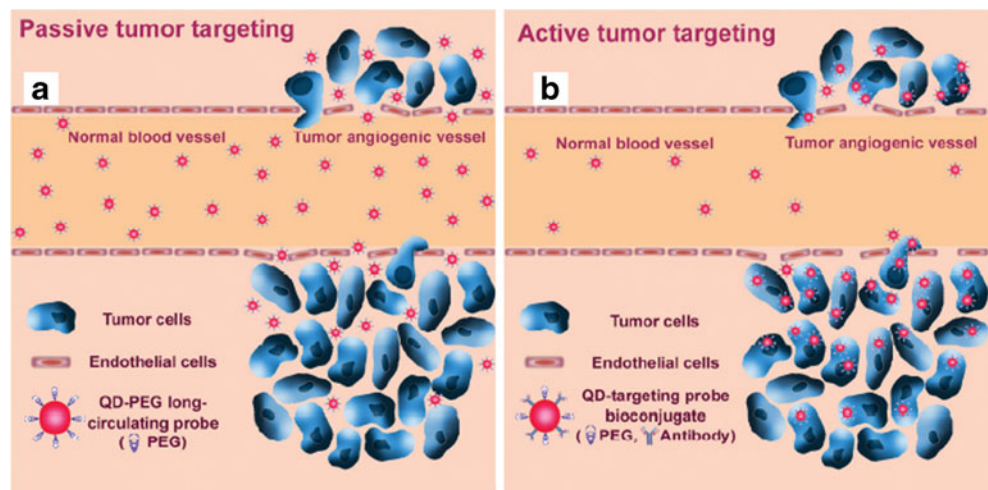 Passive tumor targeting
a
Normal blood vessel
Tumor angiogenic vessel
Tumor cells
Endothelial cells
QD-PEG long-
circulating probe
( PEG)
Active tumor targeting
b
Normal blood vessel
Tumor angiogenic vessel
Tumor cells
Endothelial cells
QD-targeting probe
bioconjugate
( PEG, Antibody)